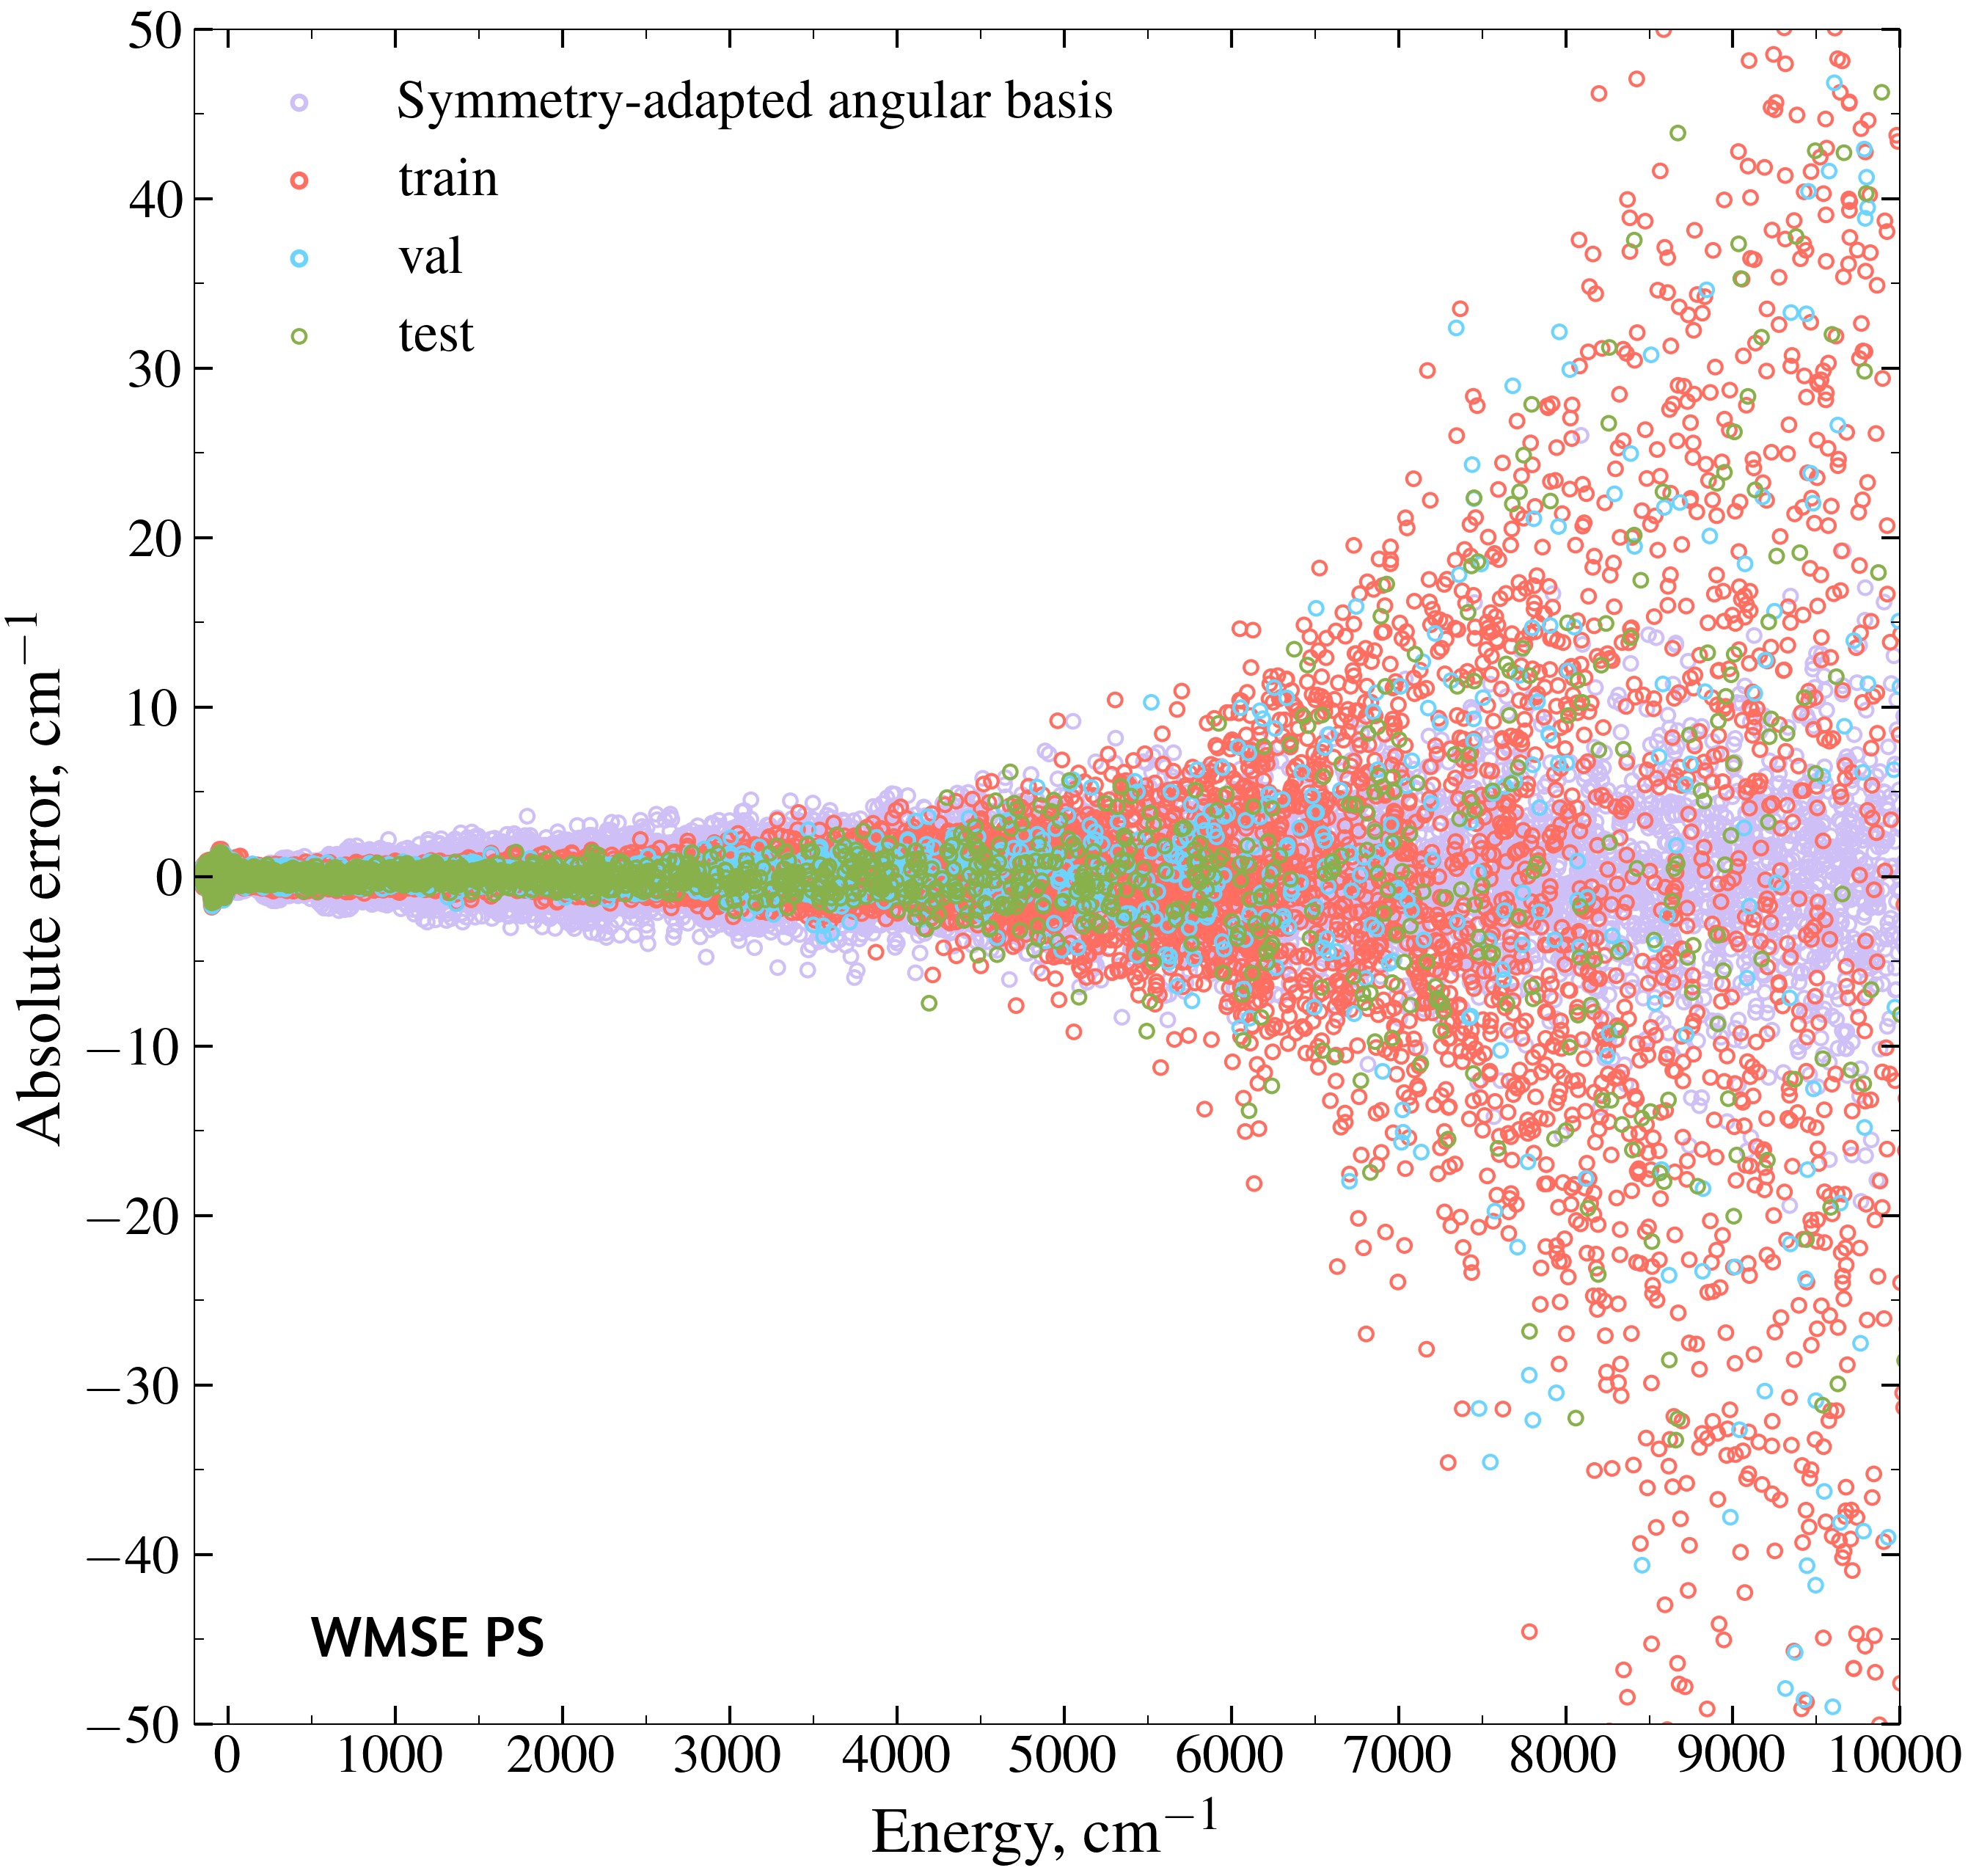 50
40
30
20
10
0
−10
−20
−30
−40
−50
Absolute error, cm−1
Symmetry-adapted angular basis
train
val
test
WMSE PS
0 1000 2000 3000 4000 5000 6000 7000 8000 9000 10000
Energy, cm−1